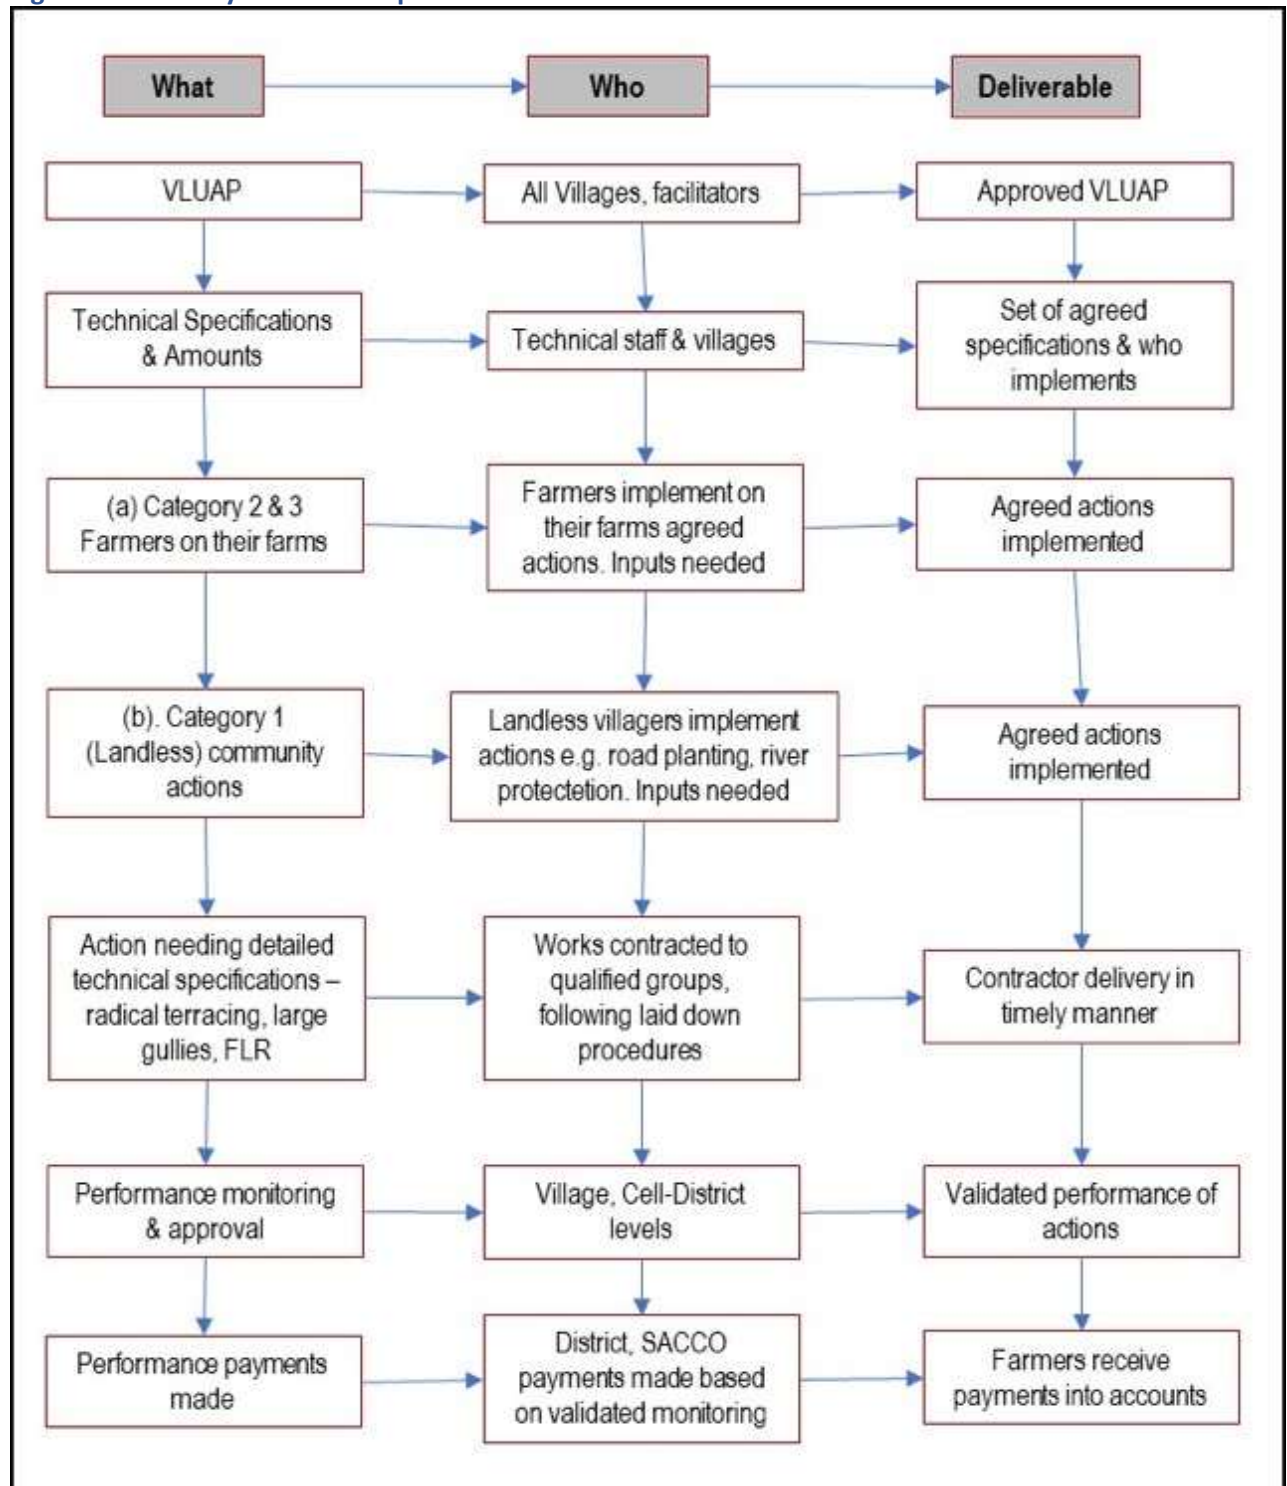 What
Who
Deliverable
VLUAP
All Villages, facilitators
Approved VLUAP
Technical Specifications
& Amounts
Technical staff & villages
Set of agreed
specifications & who
implements
(a) Category 2 & 3
Farmers on their farms
Farmers implement on
their farms agreed
actions. Inputs needed
Agreed actions
implemented
(b). Category 1
(Landless) community
actions
Landless villagers implement
actions e.g. road planting, river
protectetion. Inputs needed
Agreed actions
implemented
Action needing detailed
technical specifications –
radical terracing, large
gullies, FLR
Works contracted to
qualified groups,
following laid down
procedures
Contractor delivery in
timely manner
Performance monitoring
& approval
Village, Cell-District
levels
Validated performance of
actions
Performance payments
made
District, SACCO
payments made based
on validated monitoring
Farmers receive
payments into accounts